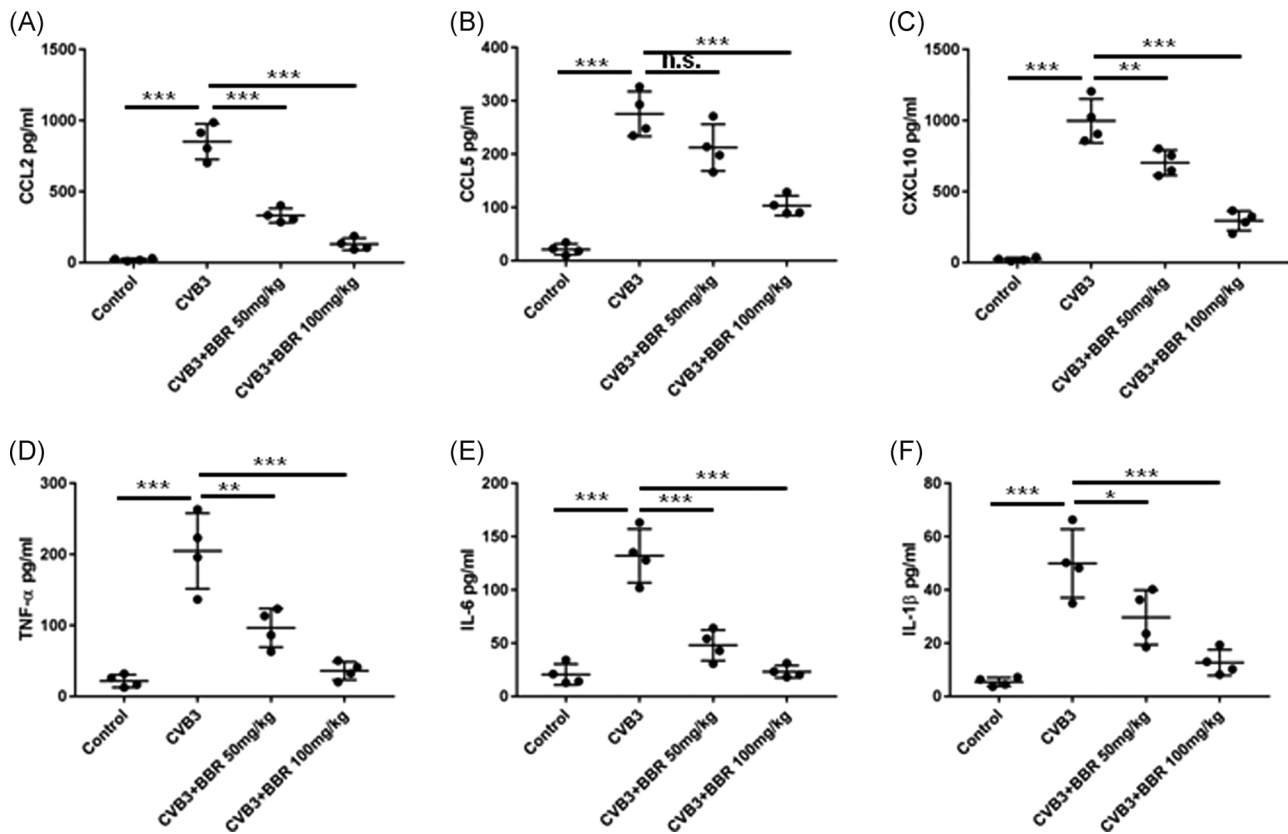 (A)
CCL2 pg/ml
1500
1000
500
0
***
***
***
Control
CVB3
CVB3+BBR 50mg/kg
CVB3+BBR 100mg/kg
(B)
CCL5 pg/ml
400
300
200
100
0
***
n.s.
***
Control
CVB3
CVB3+BBR 50mg/kg
CVB3+BBR 100mg/kg
(C)
CXCL10 pg/ml
1500
1000
500
0
***
**
***
Control
CVB3
CVB3+BBR 50mg/kg
CVB3+BBR 100mg/kg
(D)
TNF-α pg/ml
300
200
100
0
***
**
***
Control
CVB3
CVB3+BBR 50mg/kg
CVB3+BBR 100mg/kg
(E)
IL-6 pg/ml
200
150
100
50
0
***
***
***
Control
CVB3
CVB3+BBR 50mg/kg
CVB3+BBR 100mg/kg
(F)
IL-1β pg/ml
80
60
40
20
0
***
*
***
Control
CVB3
CVB3+BBR 50mg/kg
CVB3+BBR 100mg/kg